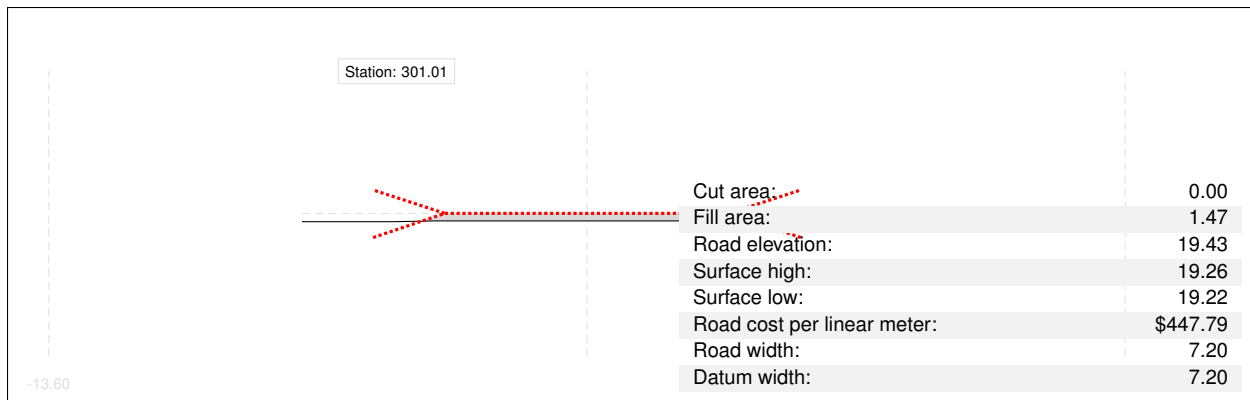 Station: 301.01
Cut area: 0.00
Fill area: 1.47
Road elevation: 19.43
Surface high: 19.26
Surface low: 19.22
Road cost per linear meter: $447.79
Road width: 7.20
Datum width: 7.20
-13.60